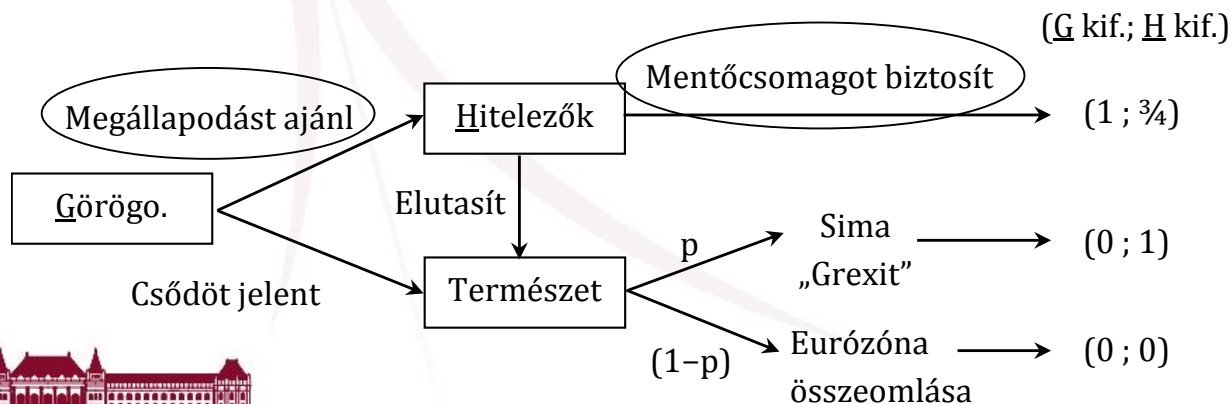 (G kif.; H kif.)
Mentőcsomagot biztosít
Megállapodást ajánl
Hitelezők
(1 ; ¾)
Görögo.
Elutasít
p
Sima
„Grexit”
(0 ; 1)
Csődöt jelent
Természet
(1–p)
Eurózóna
összeomlása
(0 ; 0)